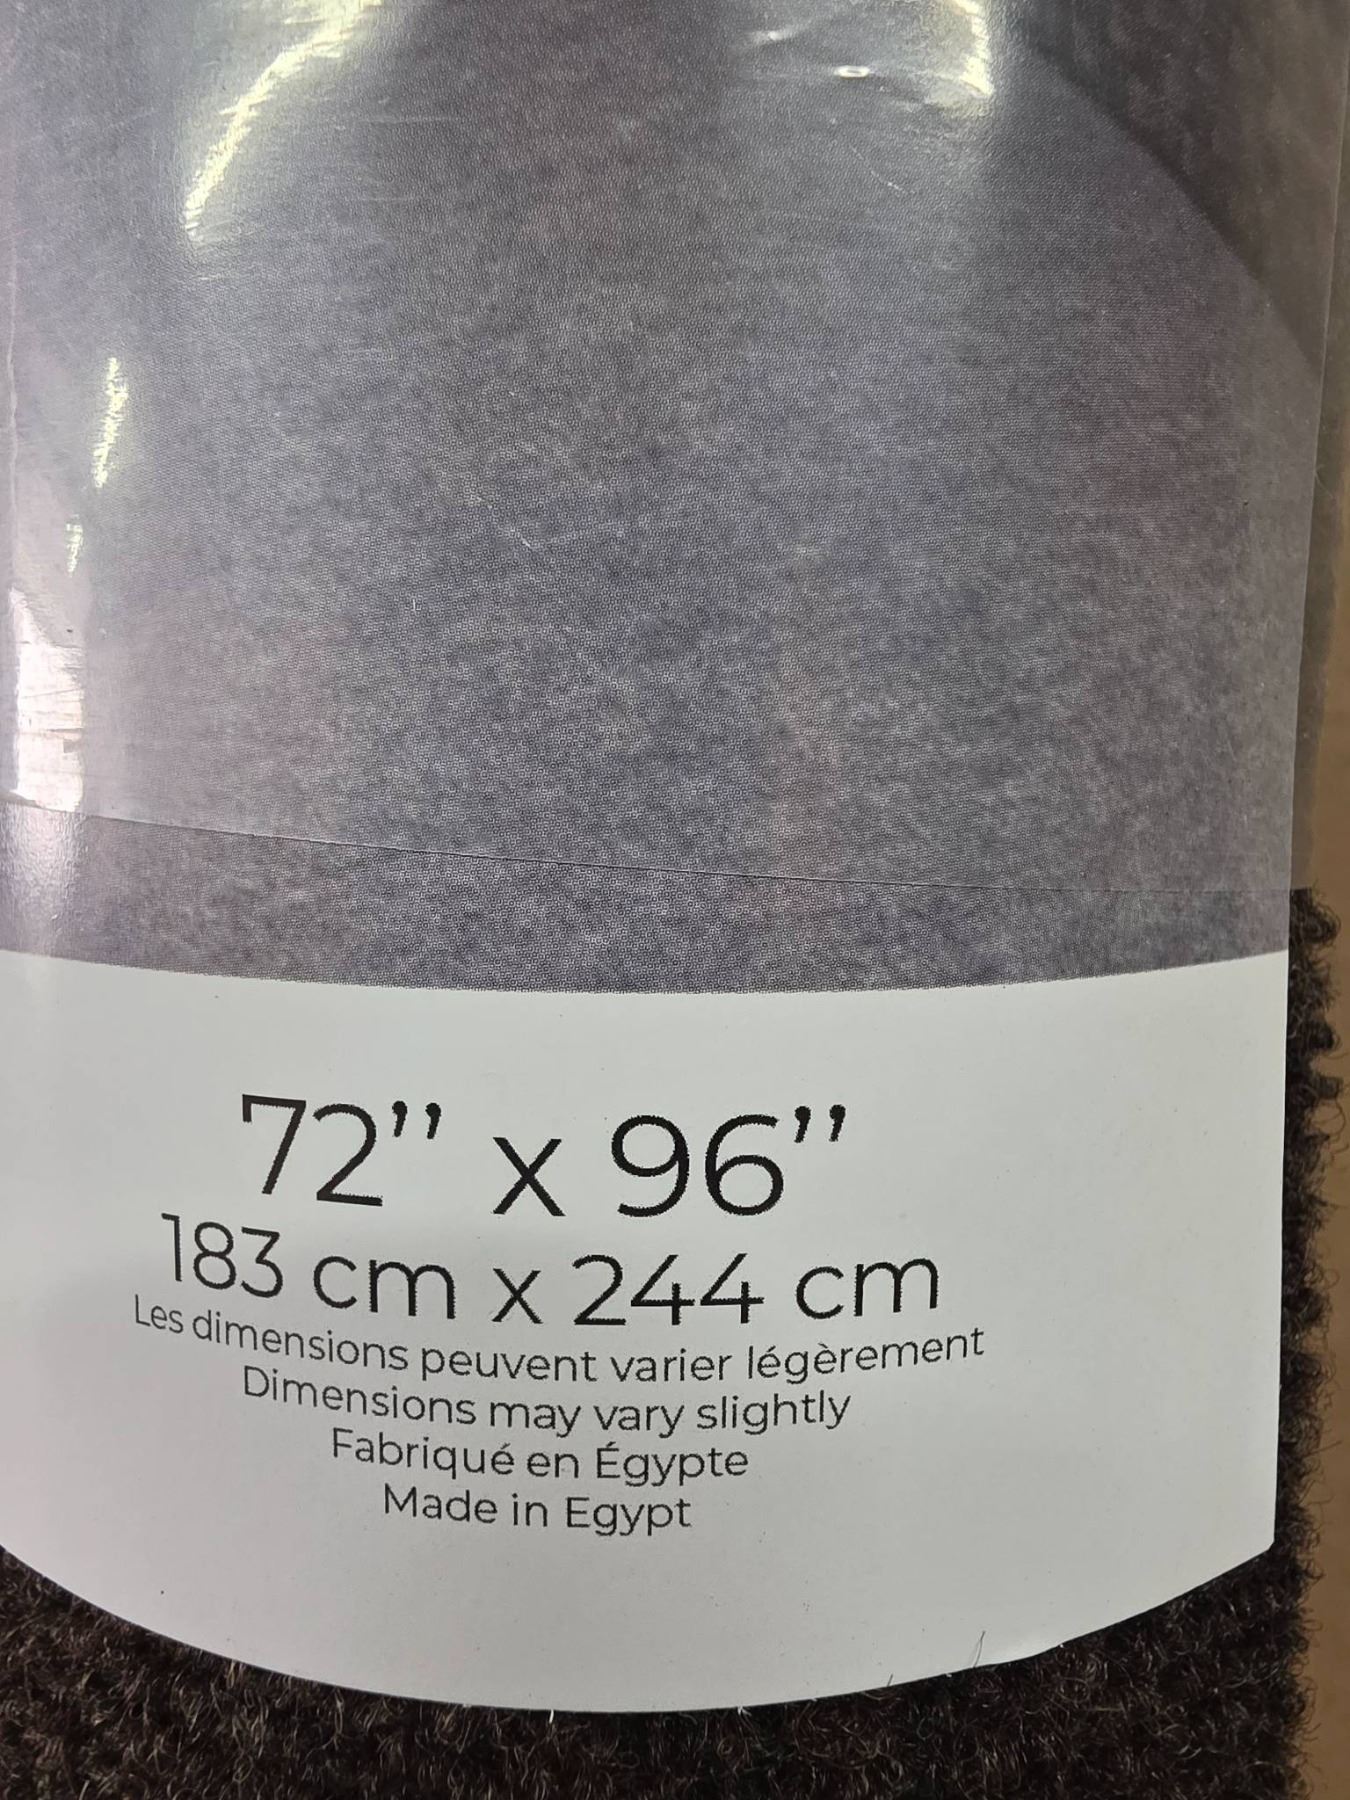 72’’ x 96’’
183 cm x 244 cm
Les dimensions peuvent varier légèrement
Dimensions may vary slightly
Fabriqué en Égypte
Made in Egypt